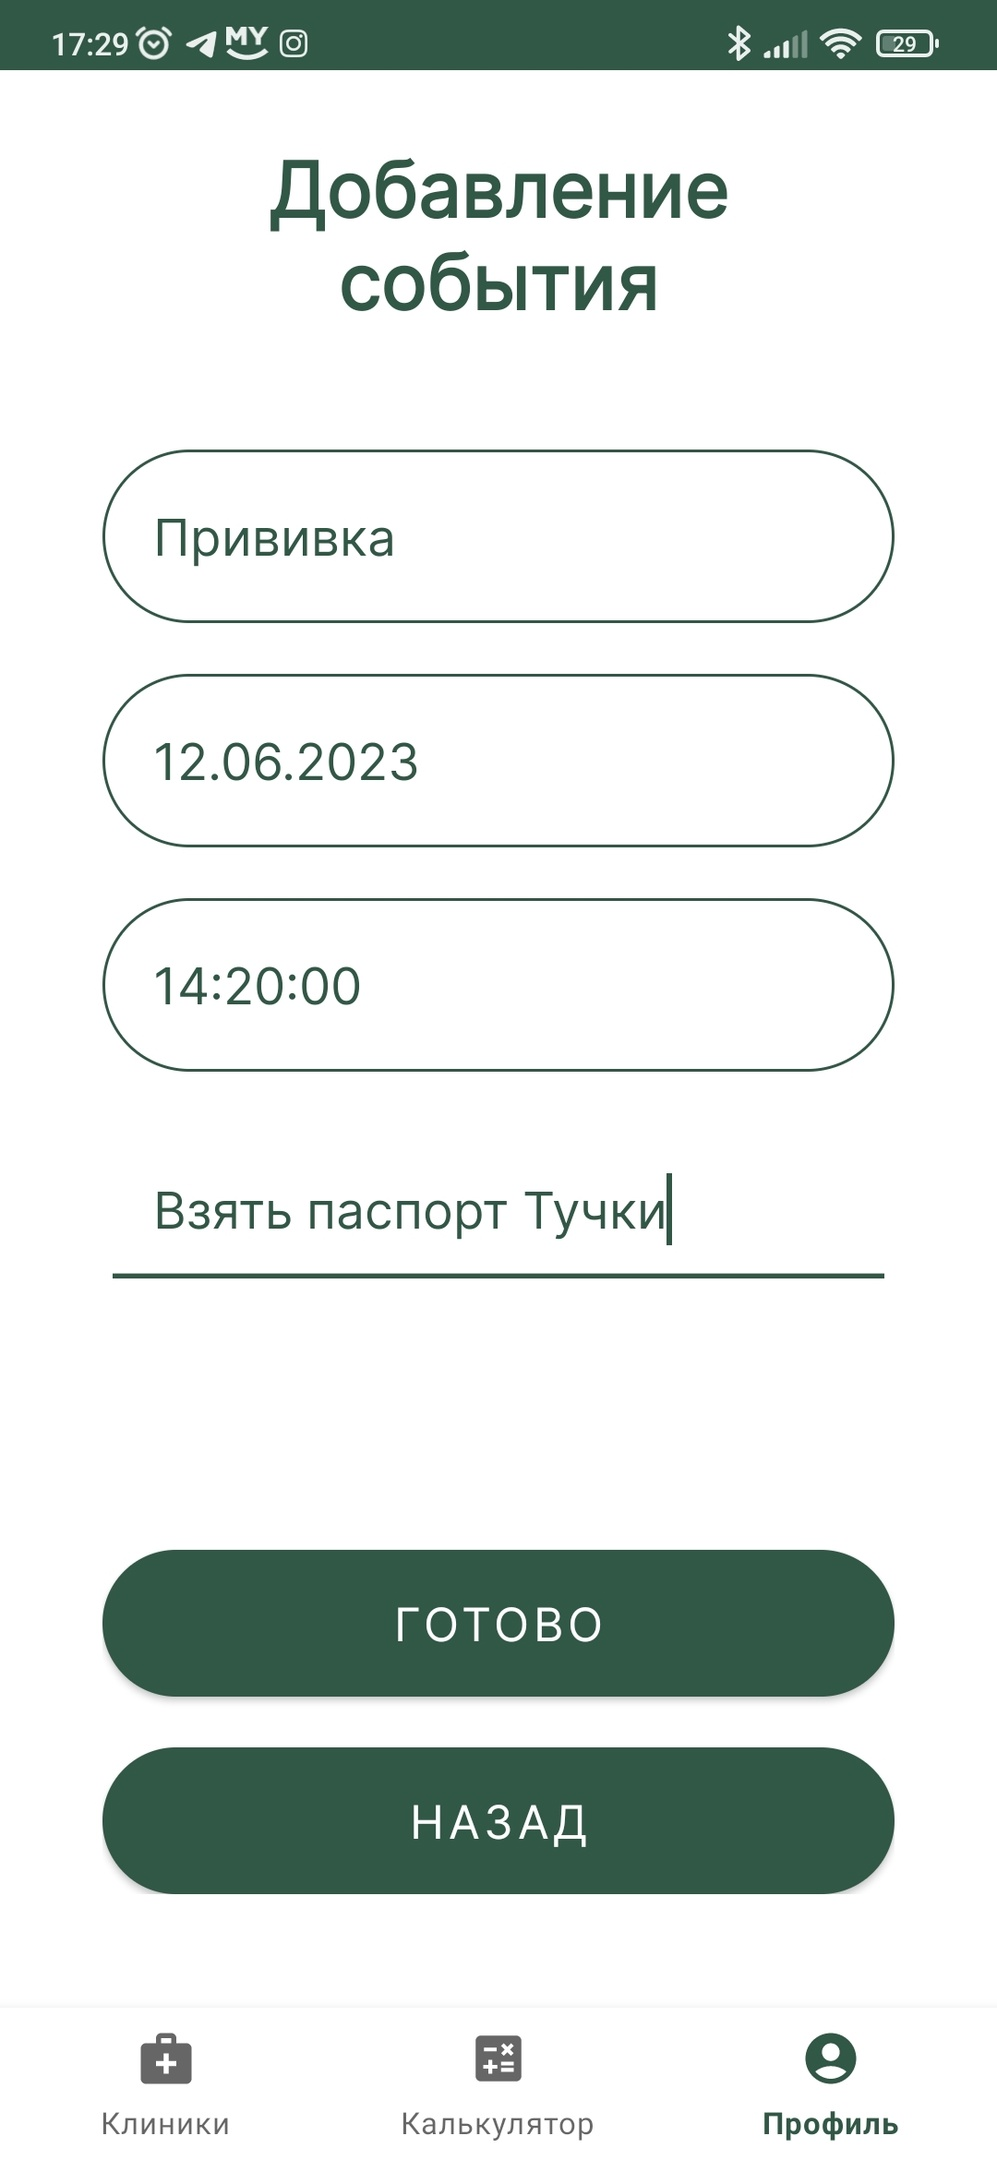 17:29 MY 29
Добавление
события
Прививка
12.06.2023
14:20:00
Взять паспорт Тучки
ГОТОВО
НАЗАД
Клиники Калькулятор Профиль